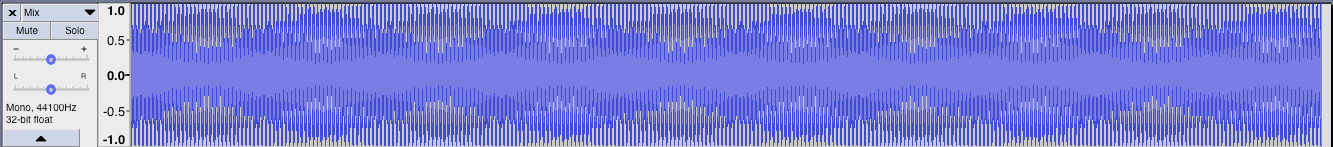 × Mix
Mute Solo
- +
L R
Mono, 44100Hz
32-bit float
1.0
0.5-
0.0-
-0.5-
-1.0